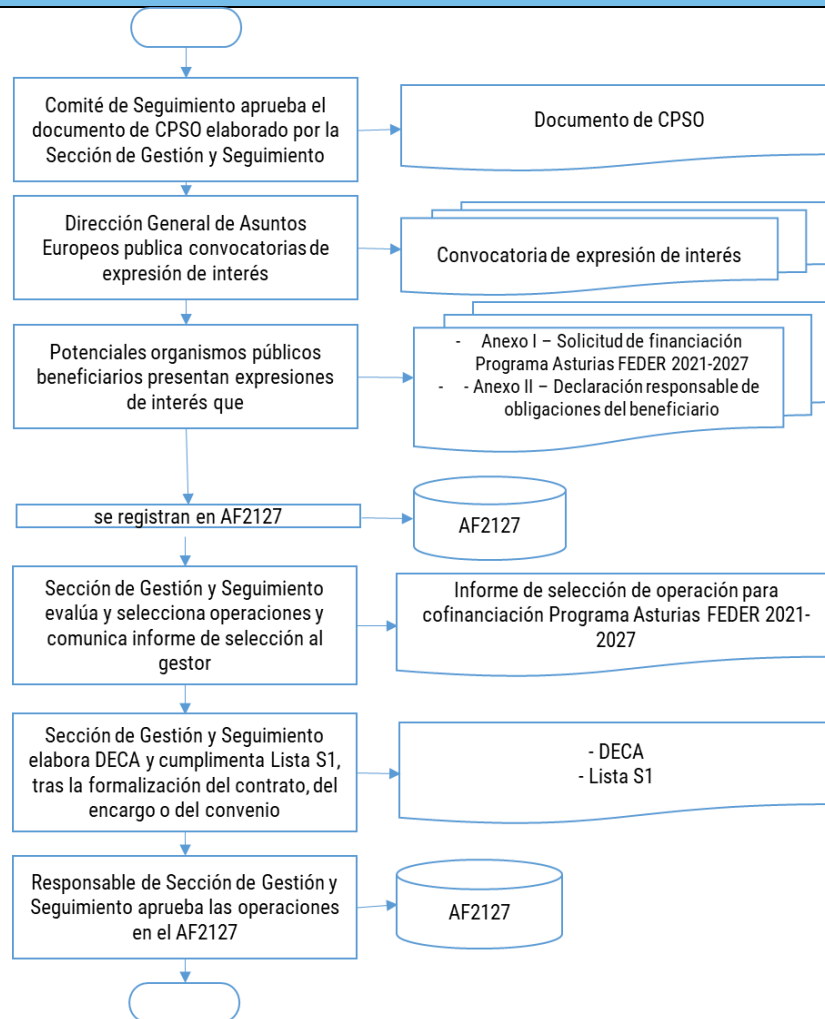 Comité de Seguimiento aprueba el
documento de CPSO elaborado por la
Sección de Gestión y Seguimiento
Documento de CPSO
Dirección General de Asuntos
Europeos publica convocatorias de
expresión de interés
Convocatoria de expresión de interés
Potenciales organismos públicos
beneficiarios presentan expresiones
de interés que
- Anexo I – Solicitud de financiación
Programa Asturias FEDER 2021-2027
- - Anexo II – Declaración responsable de
obligaciones del beneficiario
se registran en AF2127
AF2127
Sección de Gestión y Seguimiento
evalúa y selecciona operaciones y
comunica informe de selección al
gestor
Informe de selección de operación para
cofinanciación Programa Asturias FEDER 2021-
2027
Sección de Gestión y Seguimiento
elabora DECA y cumplimenta Lista S1,
tras la formalización del contrato, del
encargo o del convenio
- DECA
- Lista S1
Responsable de Sección de Gestión y
Seguimiento aprueba las operaciones
en el AF2127
AF2127